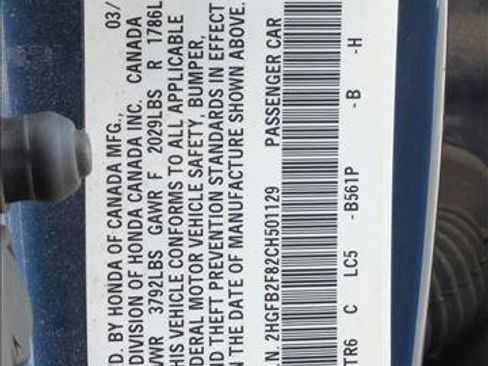 D. BY HONDA OF CANADA MFG., 03/
DIVISION OF HONDA CANADA INC. CANADA
VWR 3792LBS GAWR F 2029LBS R 1786L
HIS VEHICLE CONFORMS TO ALL APPLICABLE
DERAL MOTOR VEHICLE SAFETY, BUMPER,
ND THEFT PREVENTION STANDARDS IN EFFECT
N THE DATE OF MANUFACTURE SHOWN ABOVE.
.N. 2HGFB2F82CH501129 PASSENGER CAR
TR6 C LC5 -B561P -B -H